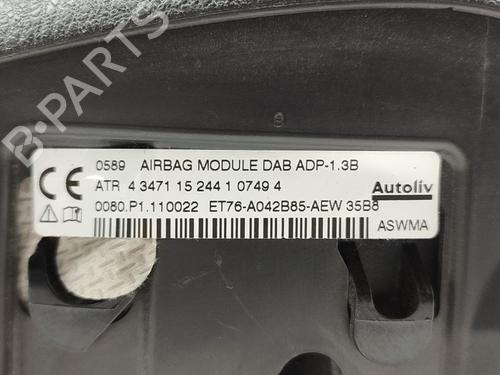 B-PARTS
0589 AIRBAG MODULE DAB ADP-1.3B
CE ATR 4 3471 15 244 1 0749 4 Autoliv
0080.P1.110022 ET76-A042B85-AEW 35B8
ASWMA